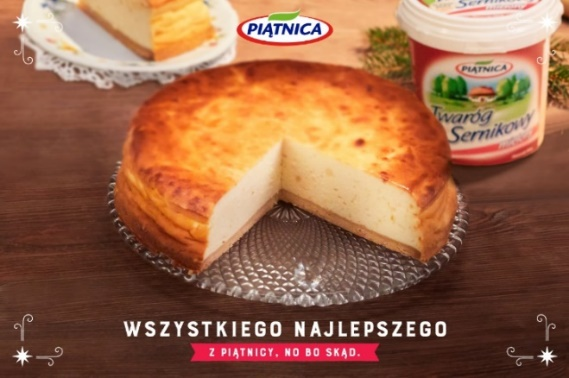 PIĄTNICA
PIĄTNICA
Twaróg
Sernikowy
WSZYSTKIEGO NAJLEPSZEGO
Z PIĄTNICY, NO BO SKĄD.